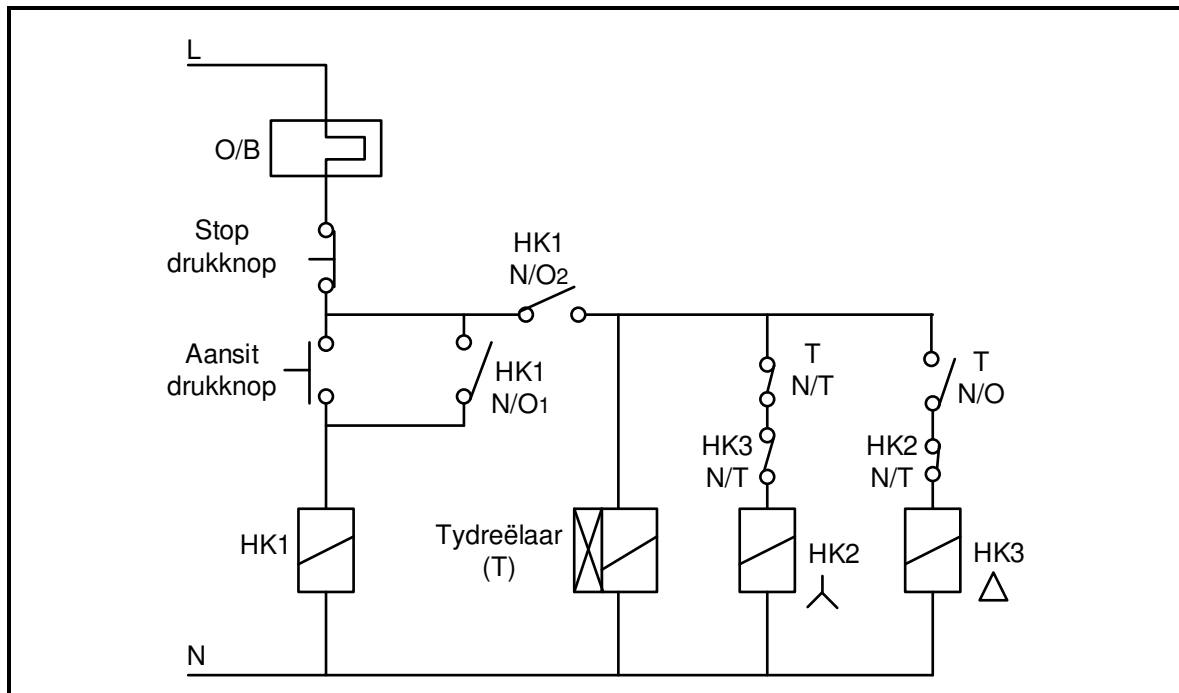 L
O/B
Stop
drukknop
HK1
N/O2
Aansit
drukknop
HK1
N/O1
T
N/T
T
N/O
HK3
N/T
HK2
N/T
HK1
Tydreëlaar
(T)
HK2
HK3
N